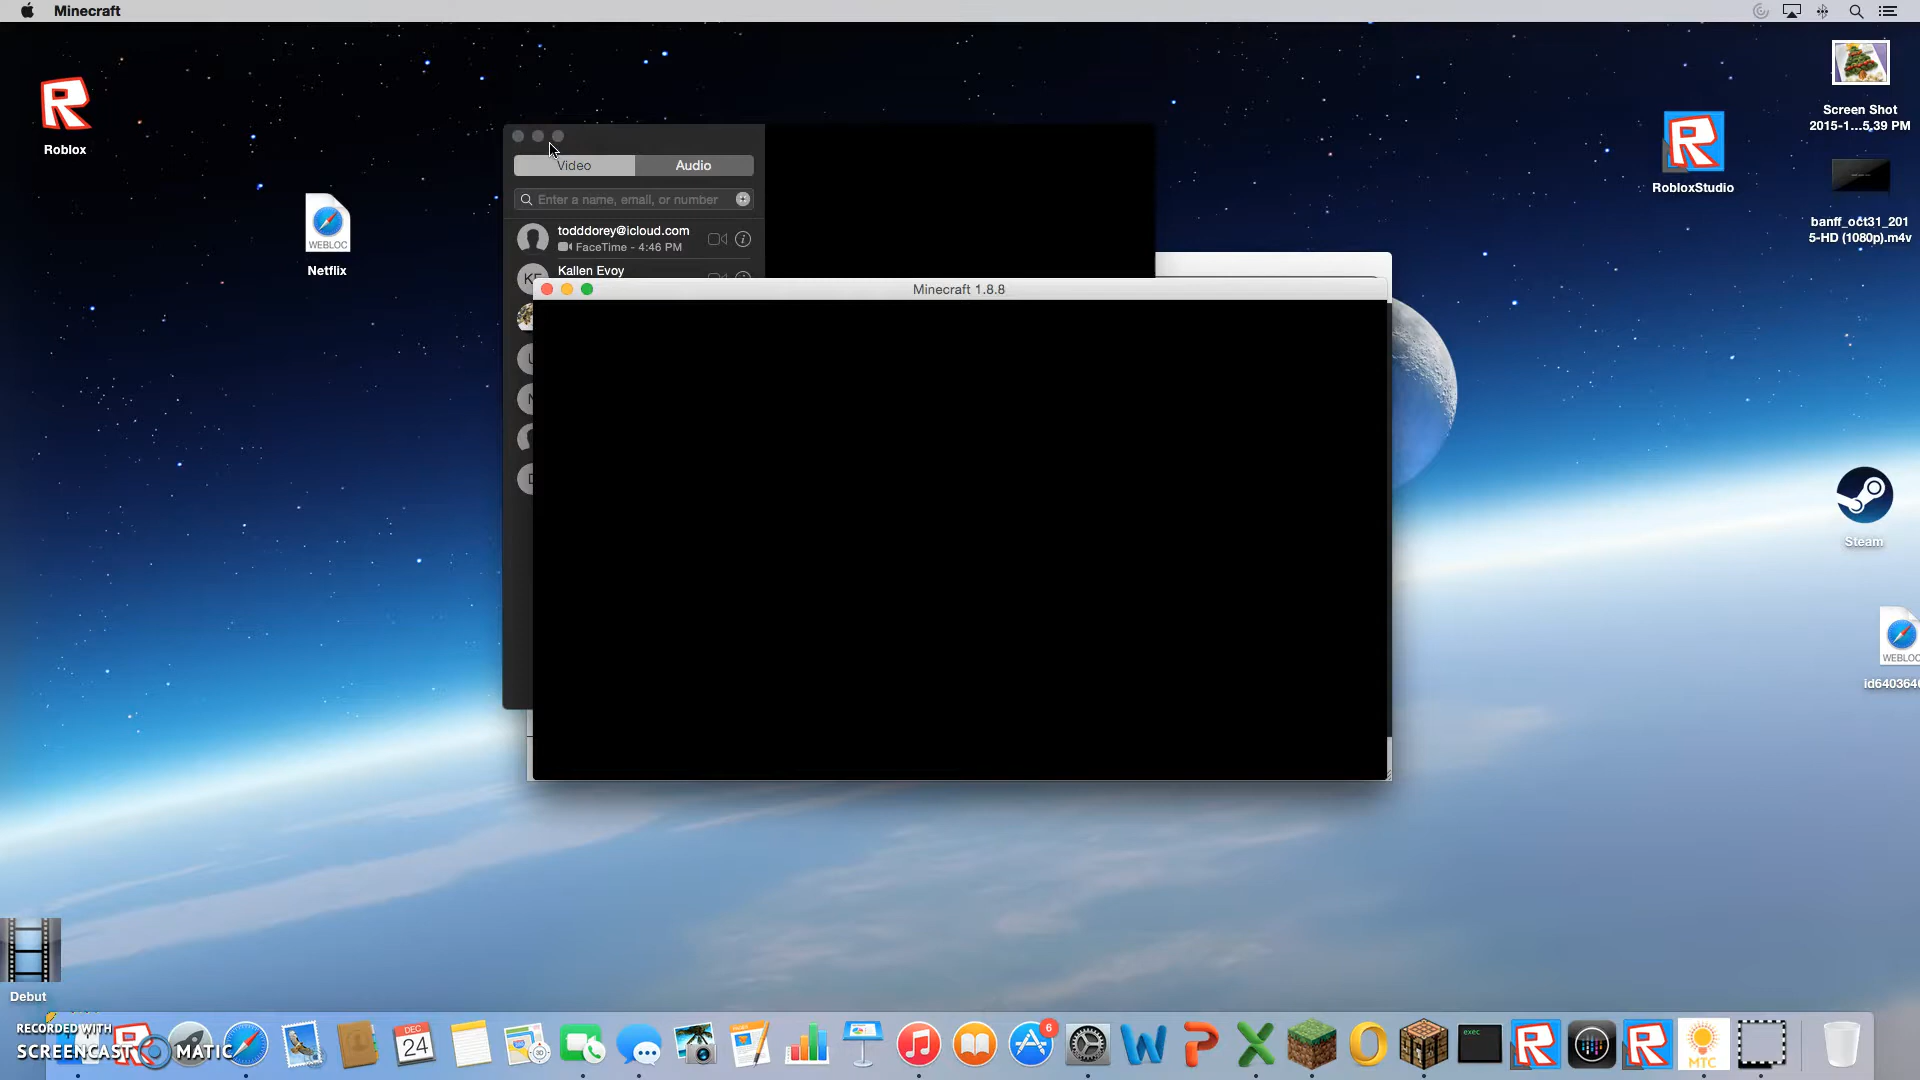 Minecraft
Roblox
WEBLOC
Netflix
Video
Audio
Enter a name, email, or number
todddorey@icloud.com
FaceTime - 4:46 PM
Kallen Evoy
Minecraft 1.8.8
Screen Shot
2015-1...5.39 PM
RobloxStudio
banff_oct31_201
5-HD (1080p).m4v
Steam
WEBLOC
id640364
Debut
RECORDED WITH
SCREENCAST MATIC
DEC
24
6
exec
MTC